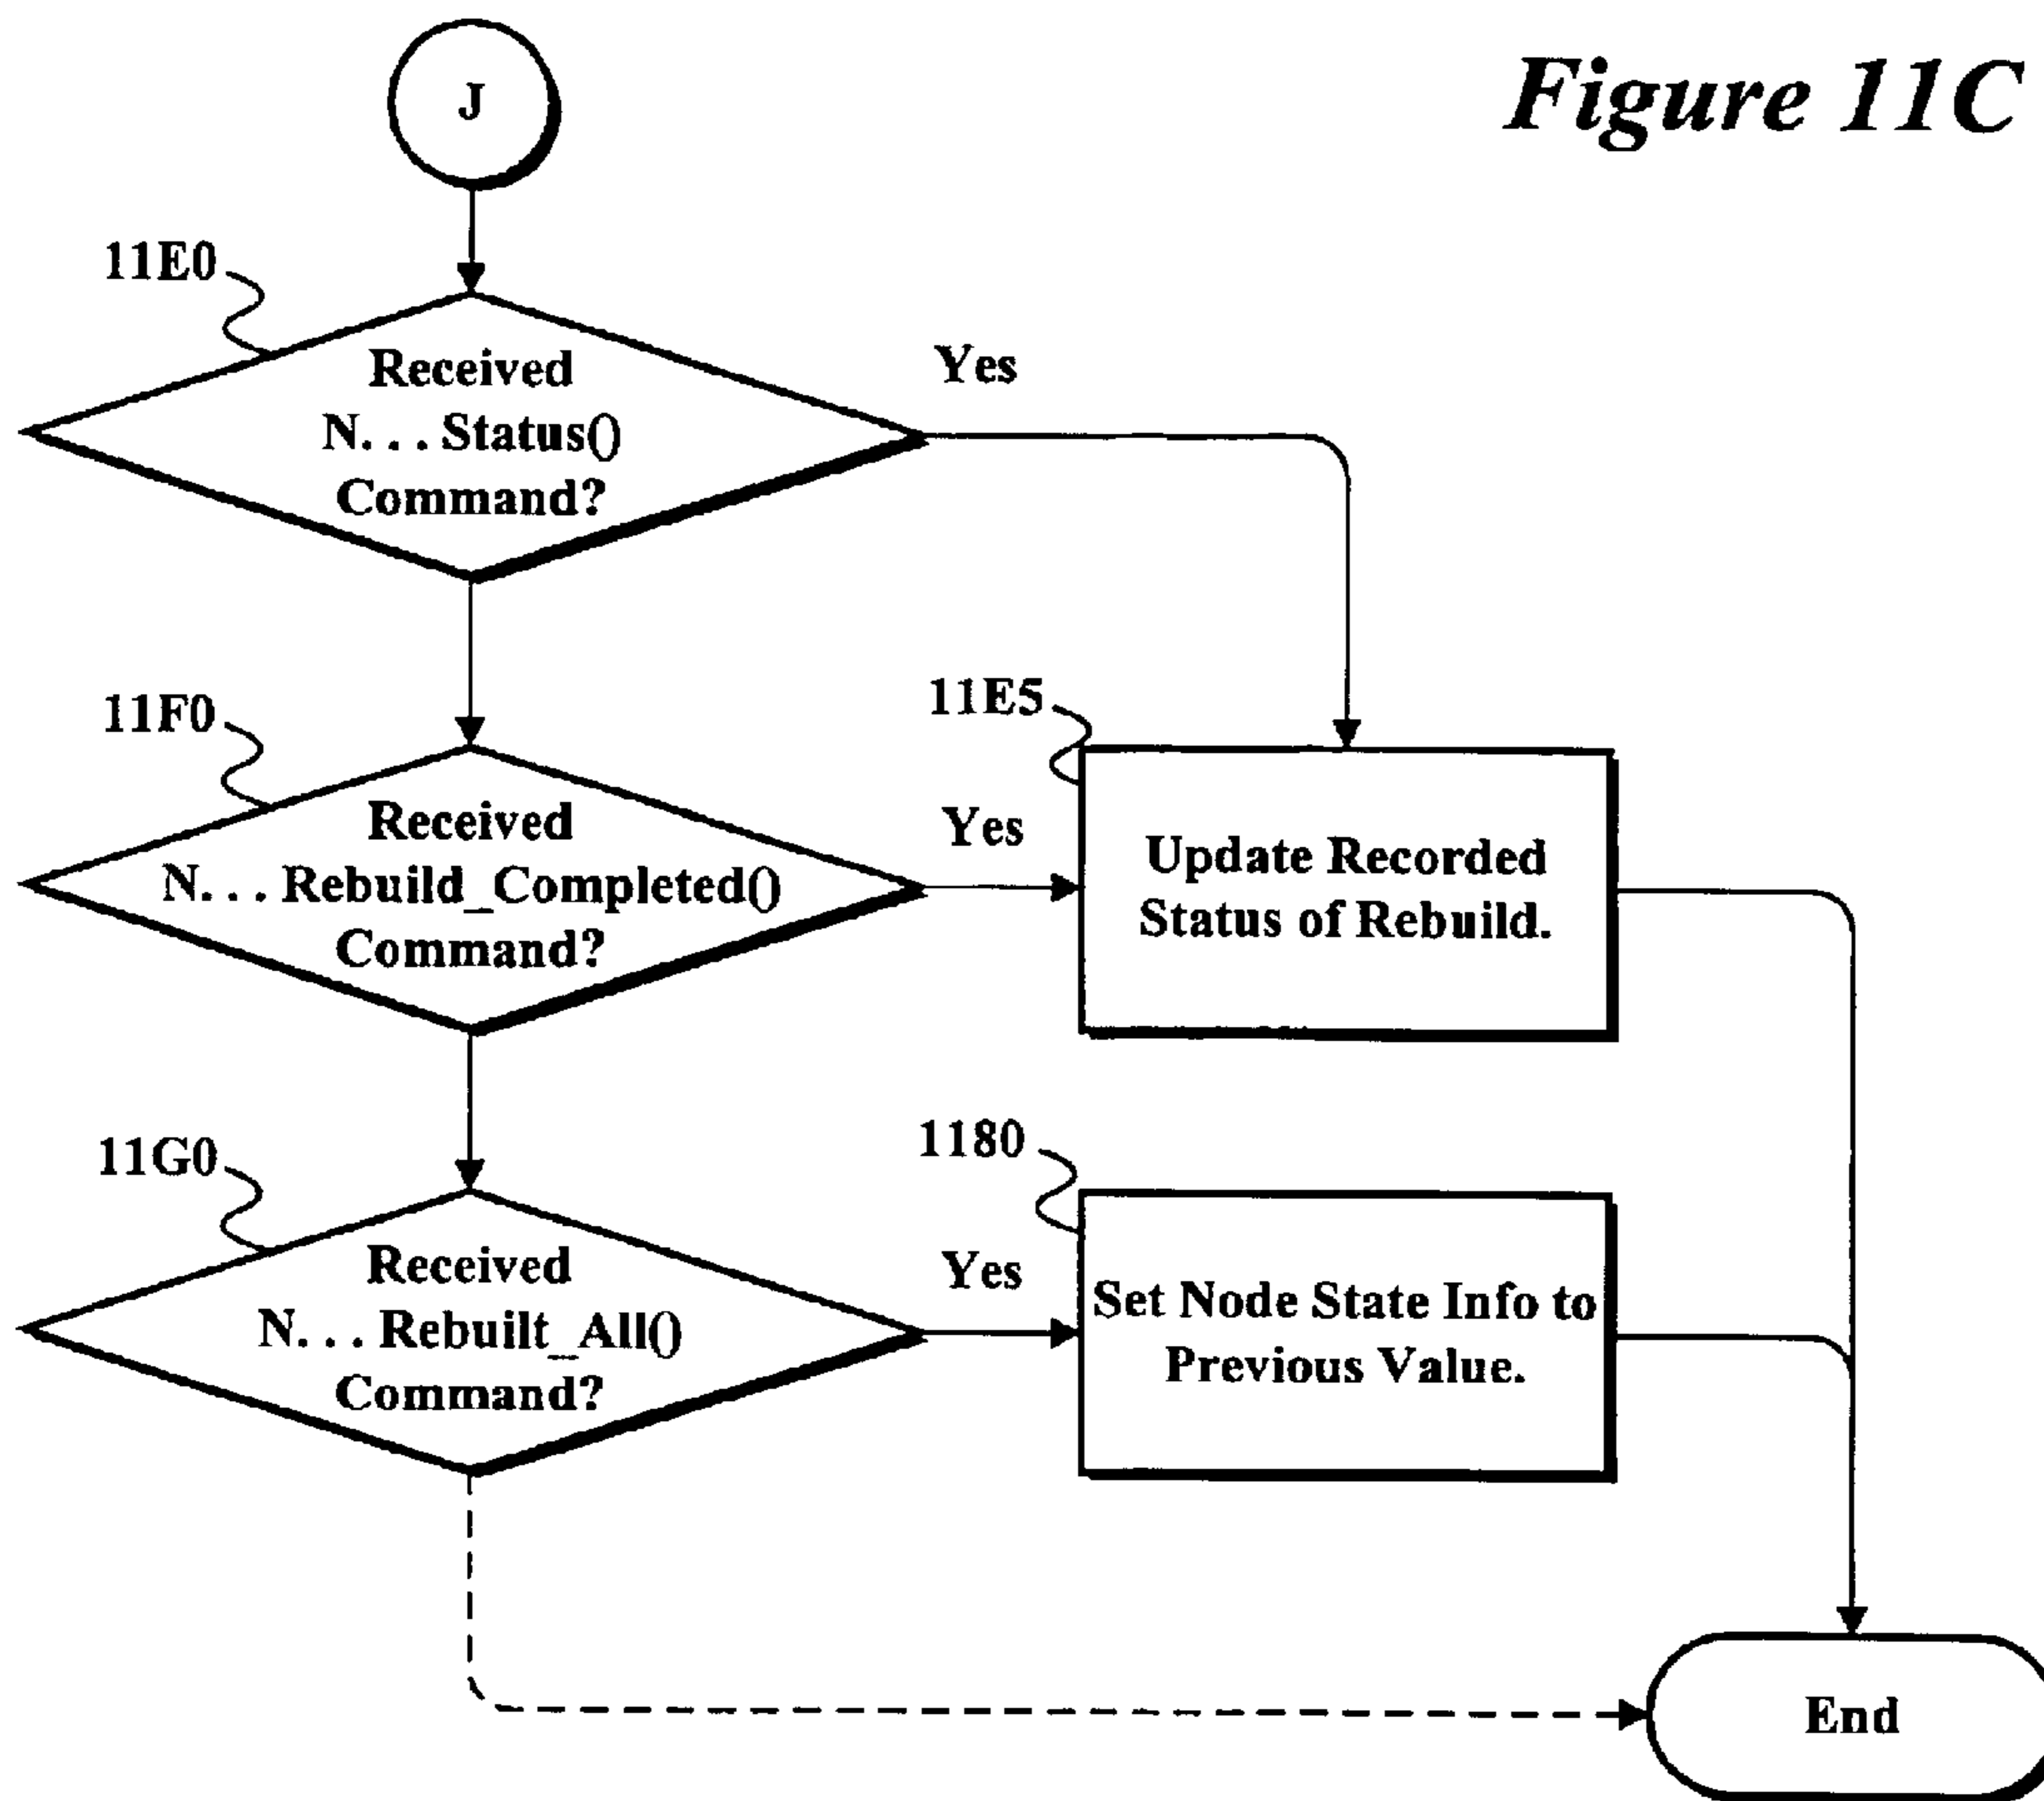 Figure 11C
J
11E0
Received
N. . . Status()
Command?
Yes
11F0
Received
N. . . Rebuild_Completed()
Command?
Yes
11E5
Update Recorded
Status of Rebuild.
11G0
Received
N. . . Rebuilt_All()
Command?
Yes
1180
Set Node State Info to
Previous Value.
End